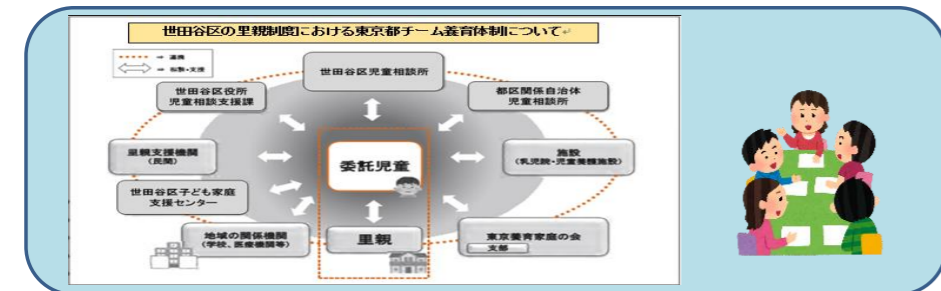 世田谷区の里親制度における東京都チーム養育体制について
→ 連携
→ 相談・支援
世田谷区児童相談所
世田谷区役所
児童相談支援課
都区関係自治体
児童相談所
里親支援機関
(民間)
委託児童
施設
(乳児院・児童養護施設)
世田谷区子ども家庭
支援センター
地域の関係機関
(学校、医療機関等)
里親
東京養育家庭の会
支部